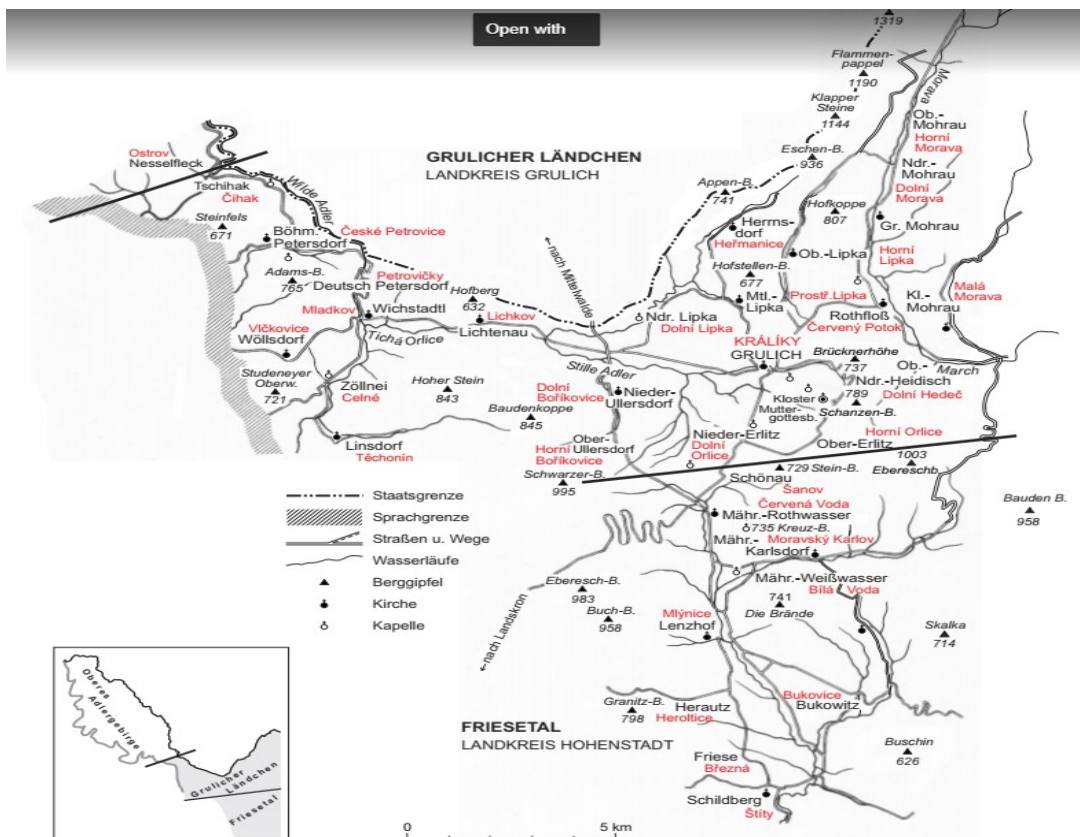 Open with
1319
Flammen-
pappel
1190
Klapper
Steine
1144
Morava
Ob.-
Mohrau
Horní
Morava
Eschen-B.
936
Ndr.-
Mohrau
Dolní
Morava
GRULICHER LÄNDCHEN
LANDKREIS GRULICH
Ostrov
Nesselfleck
Tschihak
Čihak
Wilde Adler
Appen-B.
741
Hofkoppe
807
Gr. Mohrau
Steinfels
671
Böhm.
Petersdorf
České Petrovice
Herrns-
dorf
Heřmanice
Ob.-Lipka
Horní
Lipka
←nach Mittelwalde
Adams-B.
765
Petrovičky
Deutsch Petersdorf
Hofberg
632
Hofstellen-B.
677
Mtl.-
Lipka
Prostř.Lipka
Malá
Morava
Kl.-
Mohrau
Rothfloß
Červený Potok
Mladkov
Wichstadtl
Lichkov
Lichtenau
Ndr. Lipka
Dolní Lipka
Vlčkovice
Wöllsdorf
Tichá Orlice
Stille Adler
KRÁLÍKY
GRULICH
Brücknerhöhe
737
Ob.-
March
Studeneyer
Oberw.
721
Zöllnei
Celné
Hoher Stein
843
Dolní
Boříkovice
Nieder-
Ullersdorf
Ndr.-Heidisch
789
Dolní Hedeč
Kloster
Mutter-
gottesb.
Schanzen-B.
Baudenkoppe
845
Linsdorf
Těchonín
Ober-
Ullersdorf
Horní
Boříkovice
Nieder-Erlitz
Dolní
Orlice
Horní Orlice
Ober-Erlitz
1003
Ebereschb.
Schwarzer-B.
995
729 Stein-B.
Schönau
Šanov
Bauden B.
958
Staatsgrenze
Sprachgrenze
Straßen u. Wege
Wasserläufe
Berggipfel
Kirche
Kapelle
Červená Voda
Mähr.-Rothwasser
735 Kreuz-B.
Mähr.-
Karlsdorf
Moravský Karlov
Eberesch-B.
983
Mähr.-Weißwasser
Bílá Voda
741
Die Brände
Buch-B.
958
Mlýnice
Lenzhof
Skalka
714
←nach Landskron
Oberes
Adlergebirge
Grulicher
Ländchen
Friesetal
Granitz-B.
798
Herautz
Heroltice
Bukovice
Bukowitz
FRIESETAL
LANDKREIS HOHENSTADT
Buschin
626
Friese
Březná
Schildberg
Štíty
0 5 km